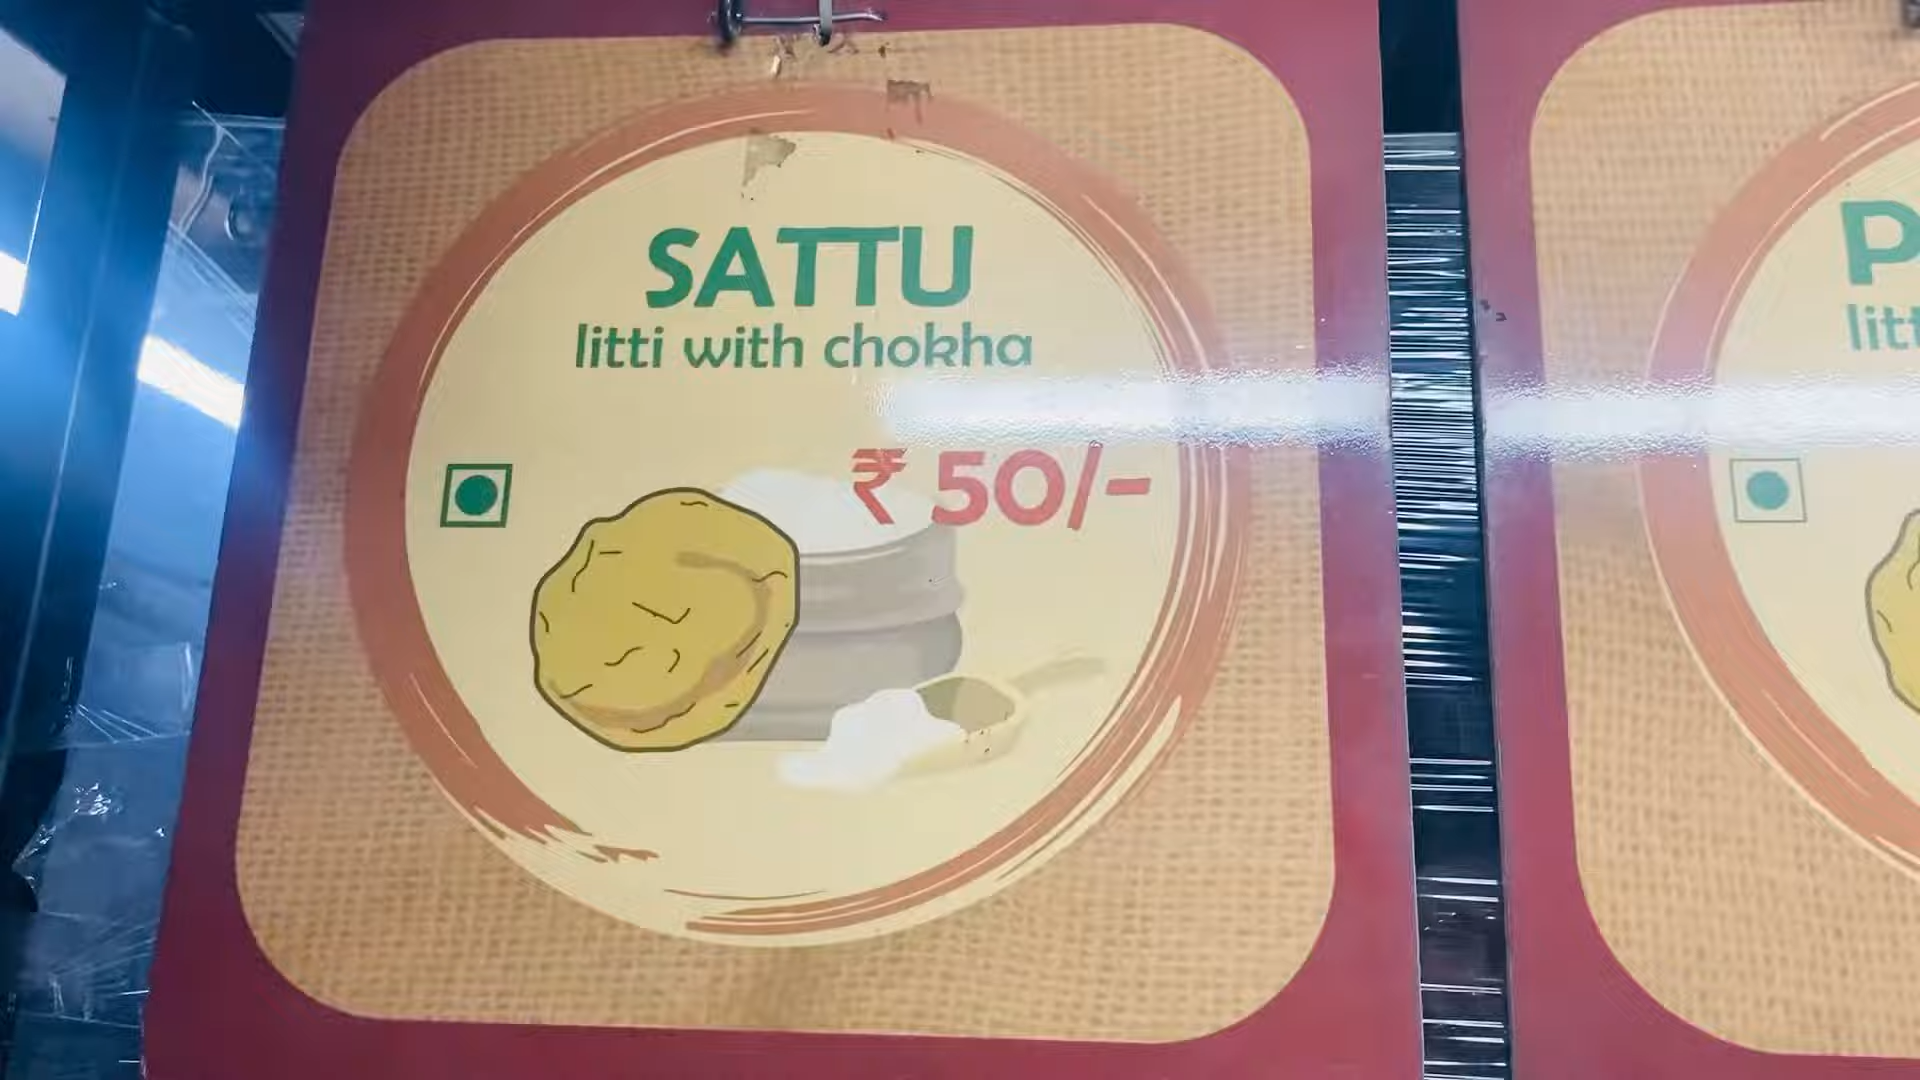 SATTU
litti with chokha
₹ 50/-